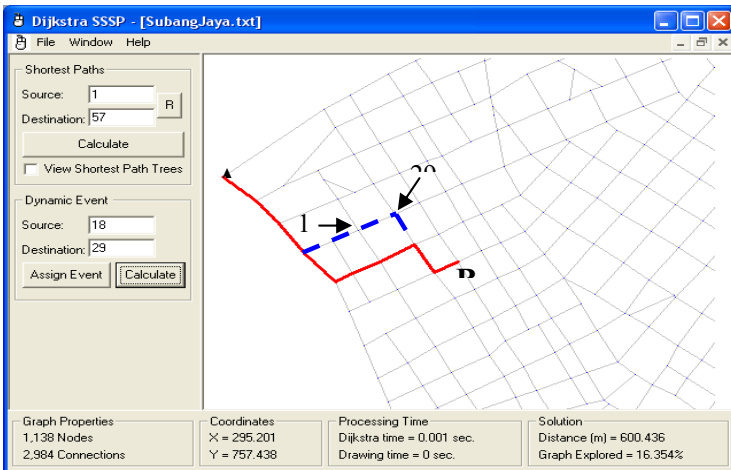 Dijkstra SSSP - [SubangJaya.txt]
File Window Help
Shortest Paths
Source: 1
R
Destination: 57
Calculate
View Shortest Path Trees
Dynamic Event
Source: 18
Destination: 29
Assign Event Calculate
1
Graph Properties
1,138 Nodes
2,984 Connections
Coordinates
X = 295.201
Y = 757.438
Processing Time
Dijkstra time = 0.001 sec.
Drawing time = 0 sec.
Solution
Distance (m) = 600.436
Graph Explored = 16.354%